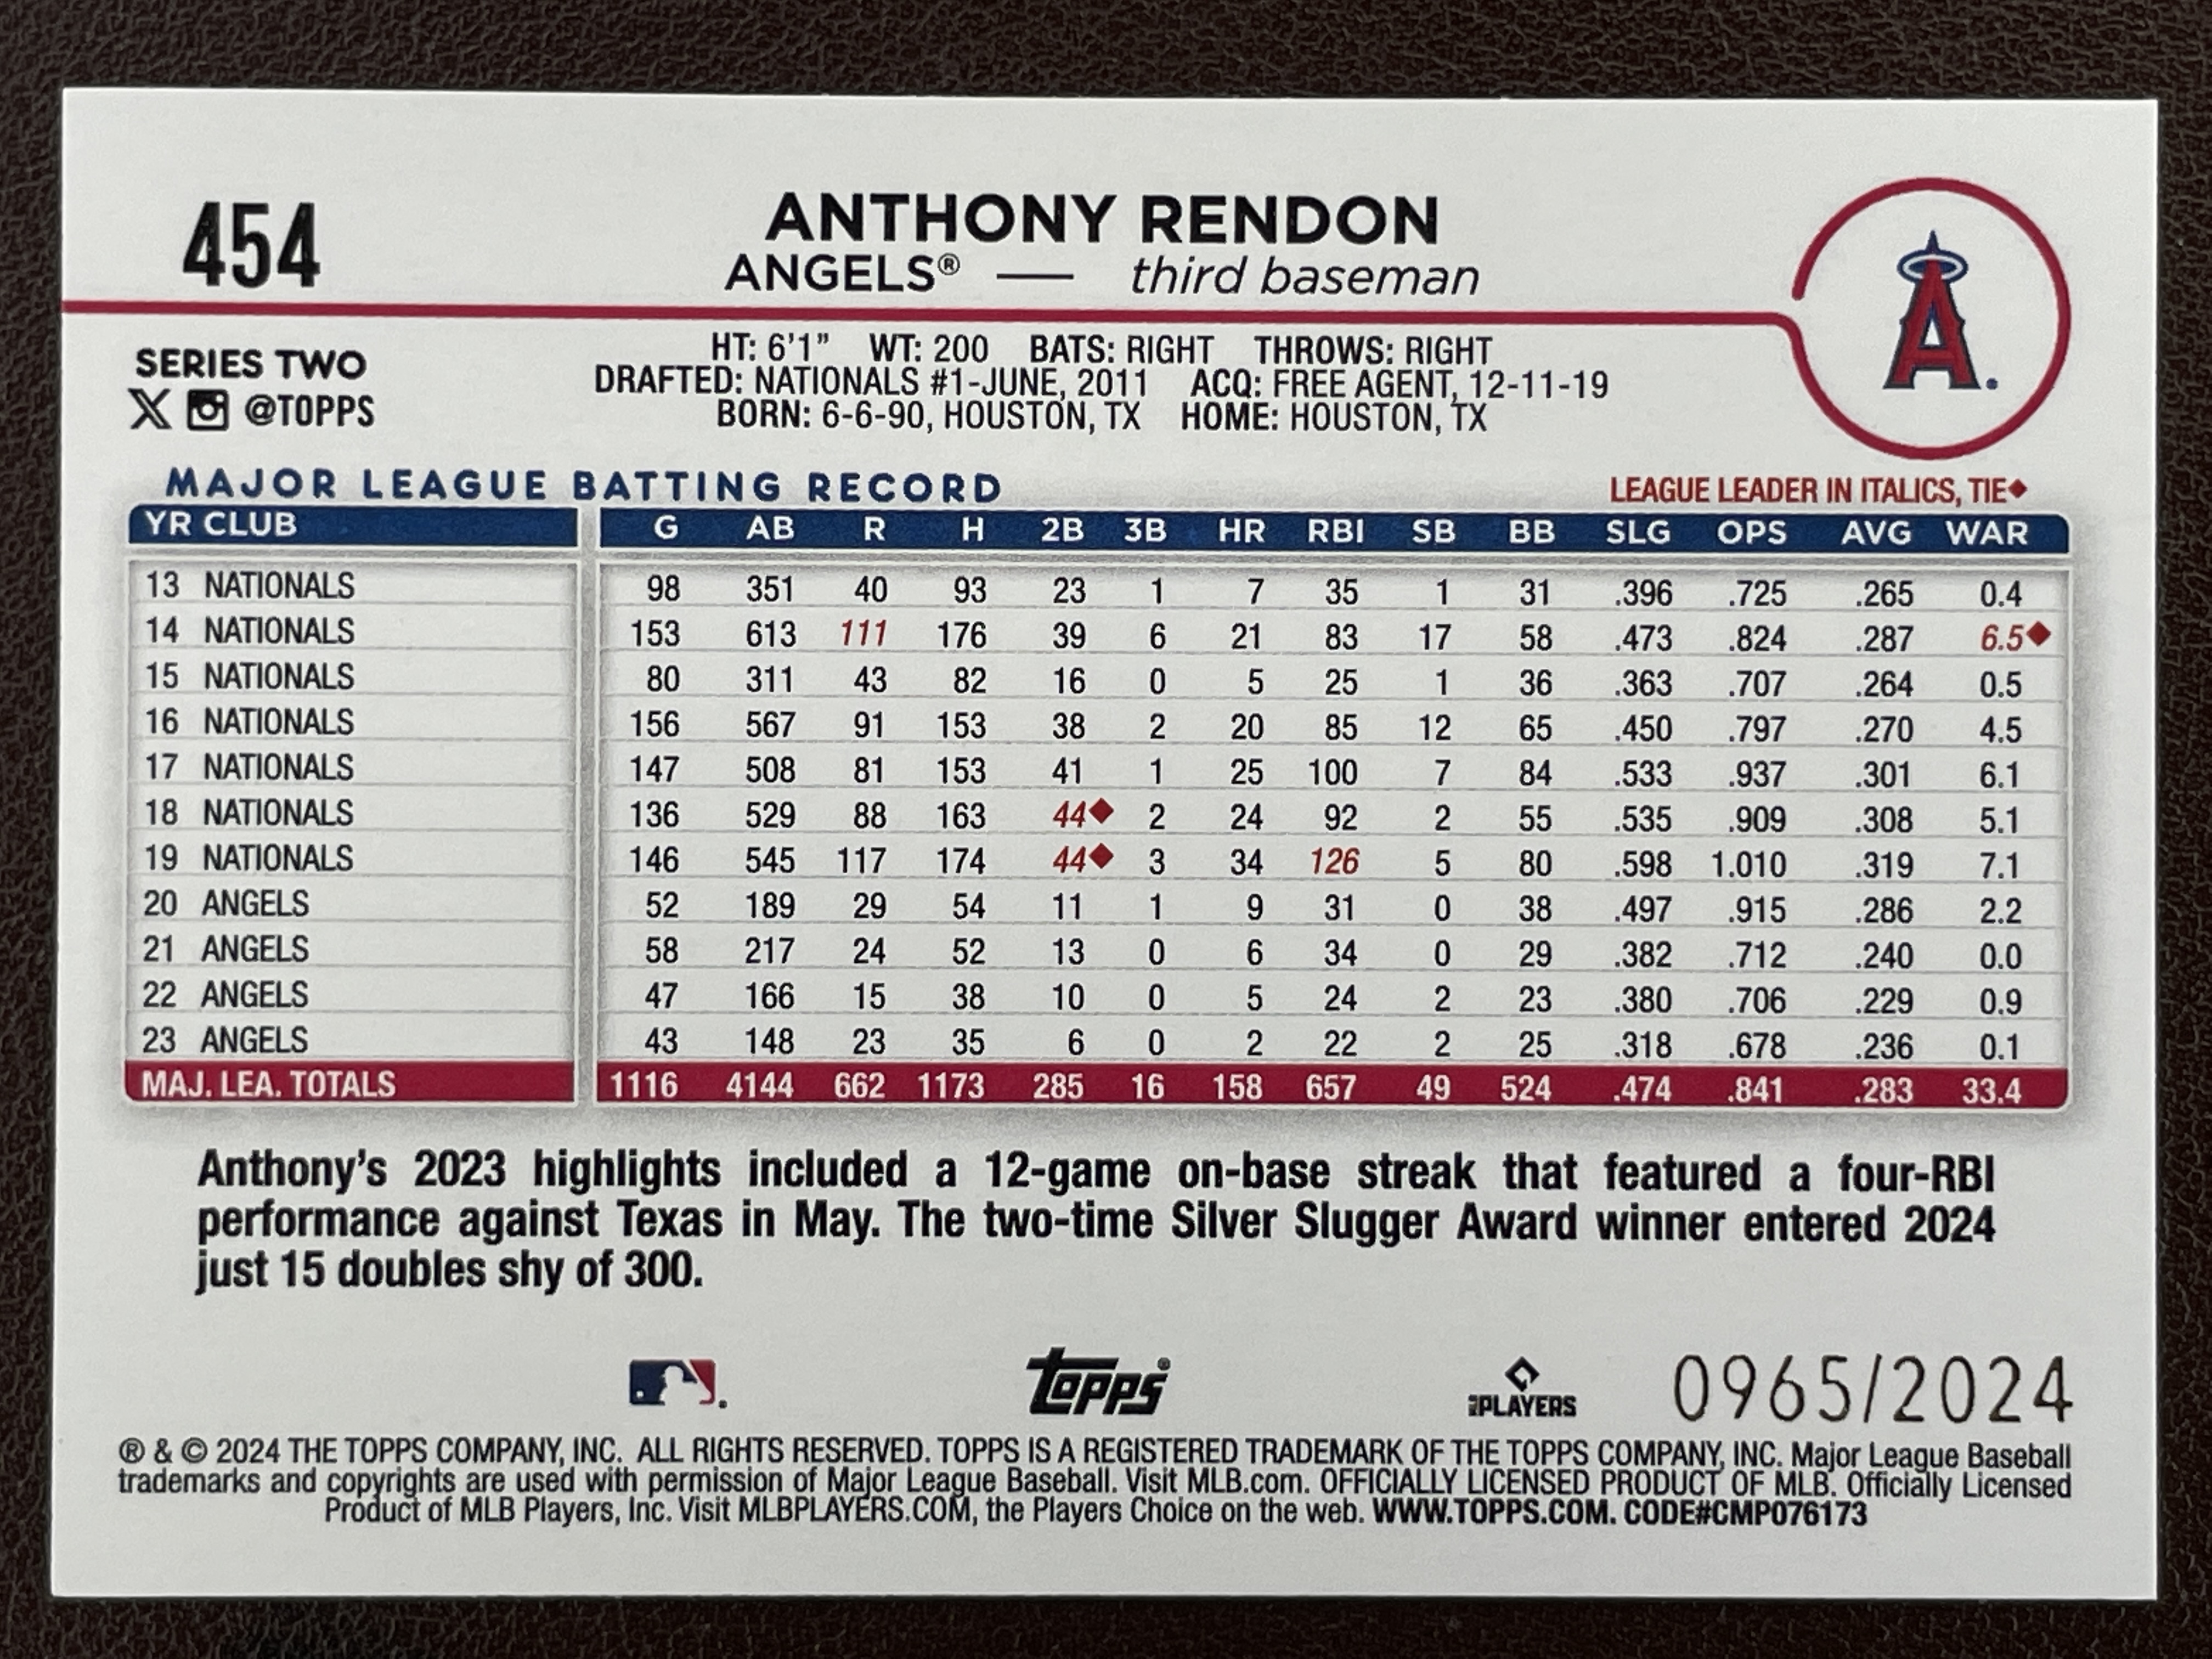 454
ANTHONY RENDON
ANGELS® — third baseman
A.
SERIES TWO
X @TOPPS
HT: 6'1" WT: 200 BATS: RIGHT THROWS: RIGHT
DRAFTED: NATIONALS #1-JUNE, 2011 ACQ: FREE AGENT, 12-11-19
BORN: 6-6-90, HOUSTON, TX HOME: HOUSTON, TX
MAJOR LEAGUE BATTING RECORD LEAGUE LEADER IN ITALICS, TIE◆
YR CLUB G AB R H 2B 3B HR RBI SB BB SLG OPS AVG WAR
13 NATIONALS 98 351 40 93 23 1 7 35 1 31 .396 .725 .265 0.4
14 NATIONALS 153 613 111 176 39 6 21 83 17 58 .473 .824 .287 6.5◆
15 NATIONALS 80 311 43 82 16 0 5 25 1 36 .363 .707 .264 0.5
16 NATIONALS 156 567 91 153 38 2 20 85 12 65 .450 .797 .270 4.5
17 NATIONALS 147 508 81 153 41 1 25 100 7 84 .533 .937 .301 6.1
18 NATIONALS 136 529 88 163 44◆ 2 24 92 2 55 .535 .909 .308 5.1
19 NATIONALS 146 545 117 174 44◆ 3 34 126 5 80 .598 1.010 .319 7.1
20 ANGELS 52 189 29 54 11 1 9 31 0 38 .497 .915 .286 2.2
21 ANGELS 58 217 24 52 13 0 6 34 0 29 .382 .712 .240 0.0
22 ANGELS 47 166 15 38 10 0 5 24 2 23 .380 .706 .229 0.9
23 ANGELS 43 148 23 35 6 0 2 22 2 25 .318 .678 .236 0.1
MAJ. LEA. TOTALS 1116 4144 662 1173 285 16 158 657 49 524 .474 .841 .283 33.4
Anthony's 2023 highlights included a 12-game on-base streak that featured a four-RBI
performance against Texas in May. The two-time Silver Slugger Award winner entered 2024
just 15 doubles shy of 300.
topps® PLAYERS 0965/2024
® & © 2024 THE TOPPS COMPANY, INC. ALL RIGHTS RESERVED. TOPPS IS A REGISTERED TRADEMARK OF THE TOPPS COMPANY, INC. Major League Baseball
trademarks and copyrights are used with permission of Major League Baseball. Visit MLB.com. OFFICIALLY LICENSED PRODUCT OF MLB. Officially Licensed
Product of MLB Players, Inc. Visit MLBPLAYERS.COM, the Players Choice on the web. WWW.TOPPS.COM. CODE#CMP076173